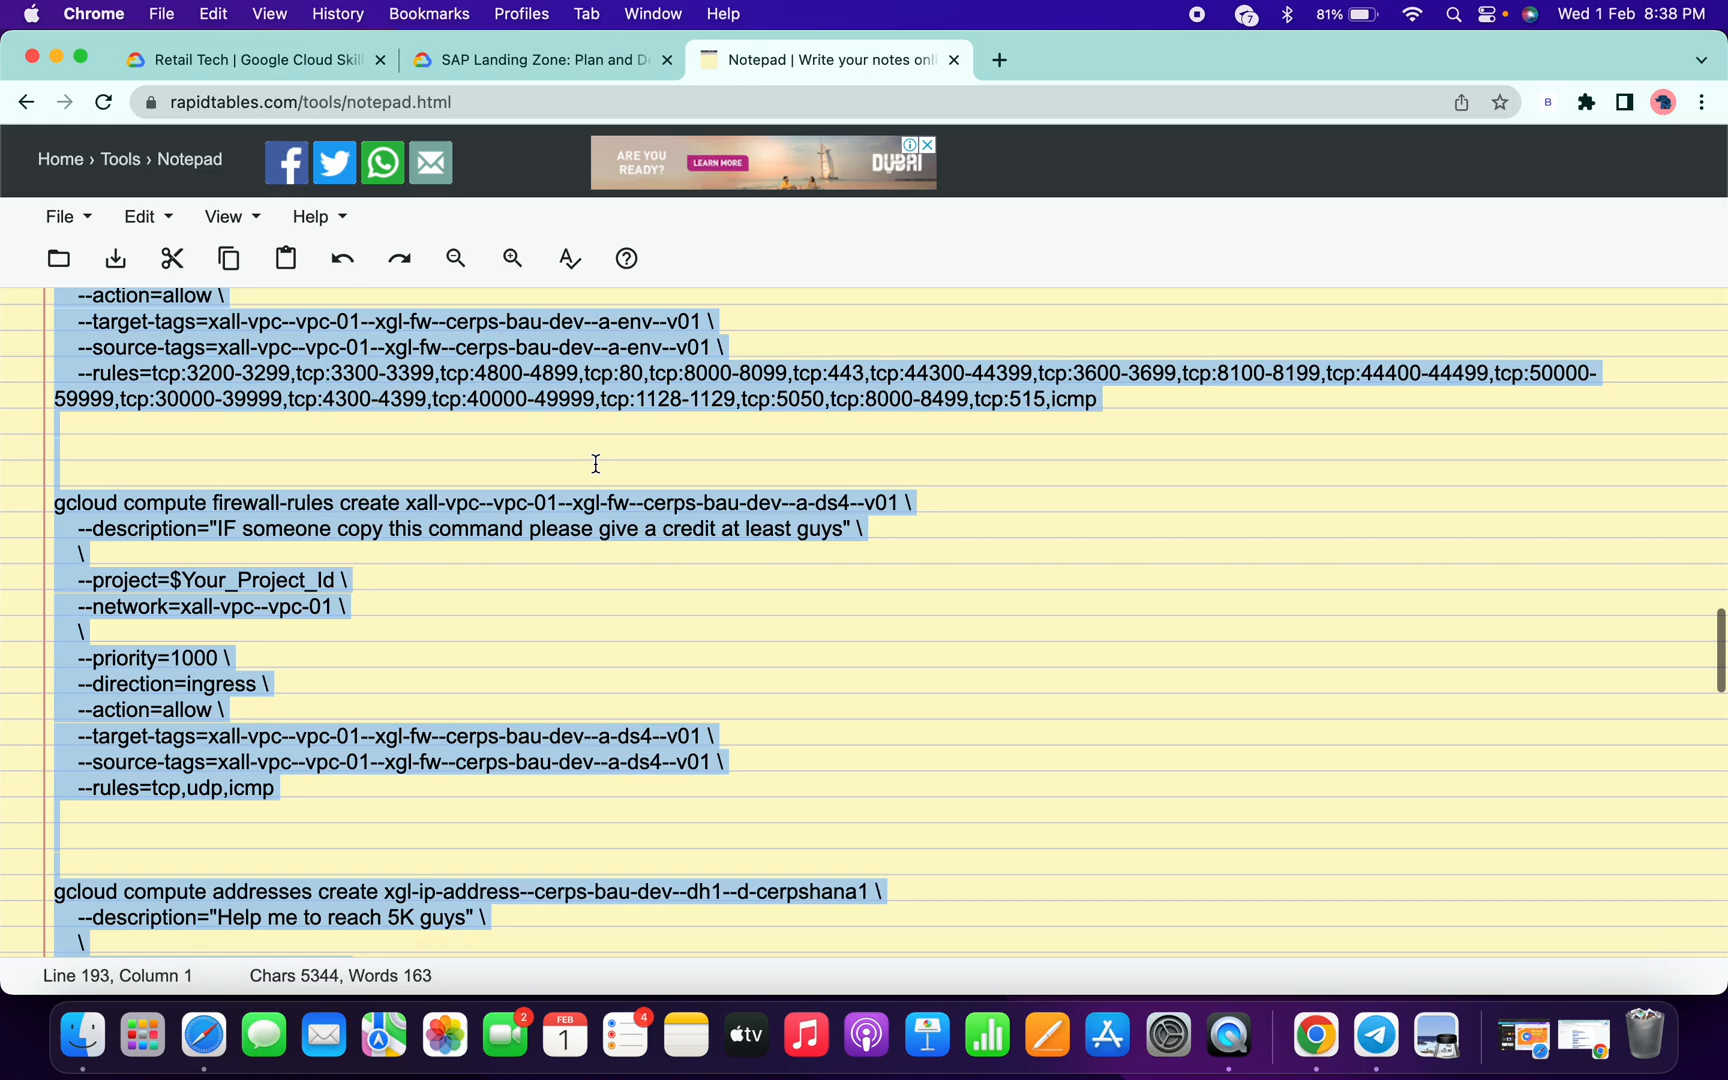 Chrome File Edit View History Bookmarks Profiles Tab Window Help 7 81% Wed 1 Feb 8:38 PM
Retail Tech | Google Cloud Skil SAP Landing Zone: Plan and D Notepad | Write your notes onli
rapidtables.com/tools/notepad.html B
Home › Tools › Notepad
ARE YOU READY? LEARN MORE DUBAI
File Edit View Help
--action=allow \
--target-tags=xall-vpc--vpc-01--xgl-fw--cerps-bau-dev--a-env--v01 \
--source-tags=xall-vpc--vpc-01--xgl-fw--cerps-bau-dev--a-env--v01 \
--rules=tcp:3200-3299,tcp:3300-3399,tcp:4800-4899,tcp:80,tcp:8000-8099,tcp:443,tcp:44300-44399,tcp:3600-3699,tcp:8100-8199,tcp:44400-44499,tcp:50000-
59999,tcp:30000-39999,tcp:4300-4399,tcp:40000-49999,tcp:1128-1129,tcp:5050,tcp:8000-8499,tcp:515,icmp
gcloud compute firewall-rules create xall-vpc--vpc-01--xgl-fw--cerps-bau-dev--a-ds4--v01 \
--description="IF someone copy this command please give a credit at least guys" \
\
--project=$Your_Project_Id \
--network=xall-vpc--vpc-01 \
\
--priority=1000 \
--direction=ingress \
--action=allow \
--target-tags=xall-vpc--vpc-01--xgl-fw--cerps-bau-dev--a-ds4--v01 \
--source-tags=xall-vpc--vpc-01--xgl-fw--cerps-bau-dev--a-ds4--v01 \
--rules=tcp,udp,icmp
gcloud compute addresses create xgl-ip-address--cerps-bau-dev--dh1--d-cerpshana1 \
--description="Help me to reach 5K guys" \
\
Line 193, Column 1 Chars 5344, Words 163
2 FEB 1 4 tv